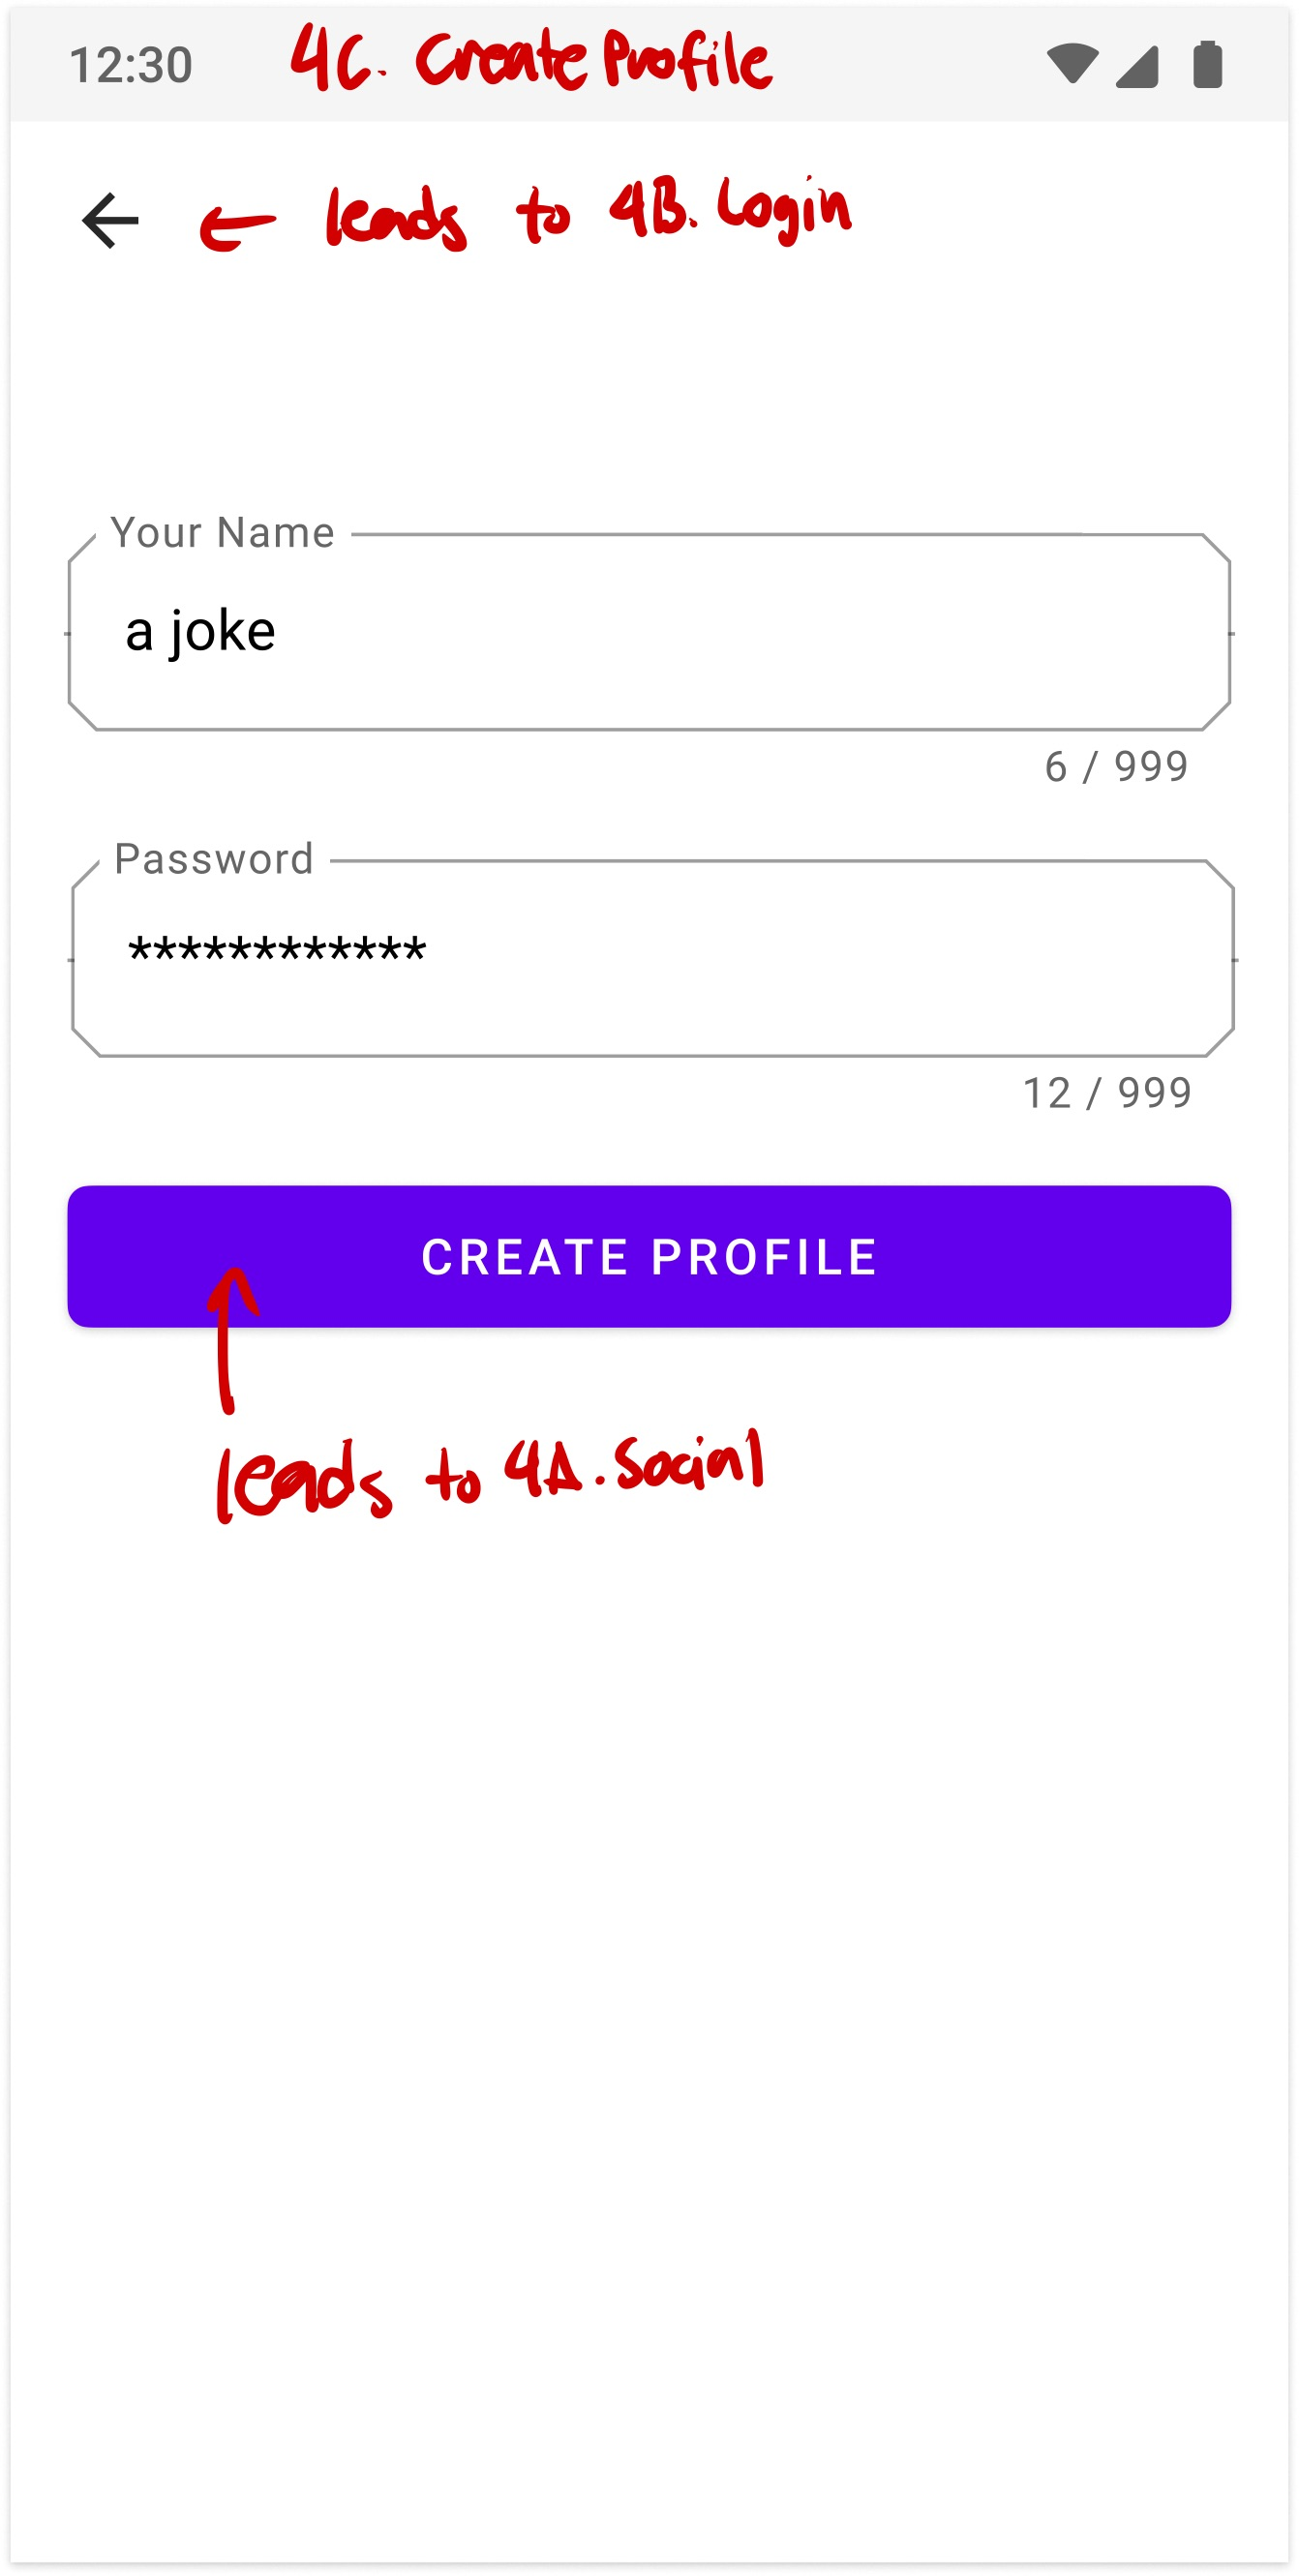 12:30 4C. Create Profile
leads to 4B. Login
Your Name
a joke
6 / 999
Password
************
12 / 999
CREATE PROFILE
leads to 4A. Social